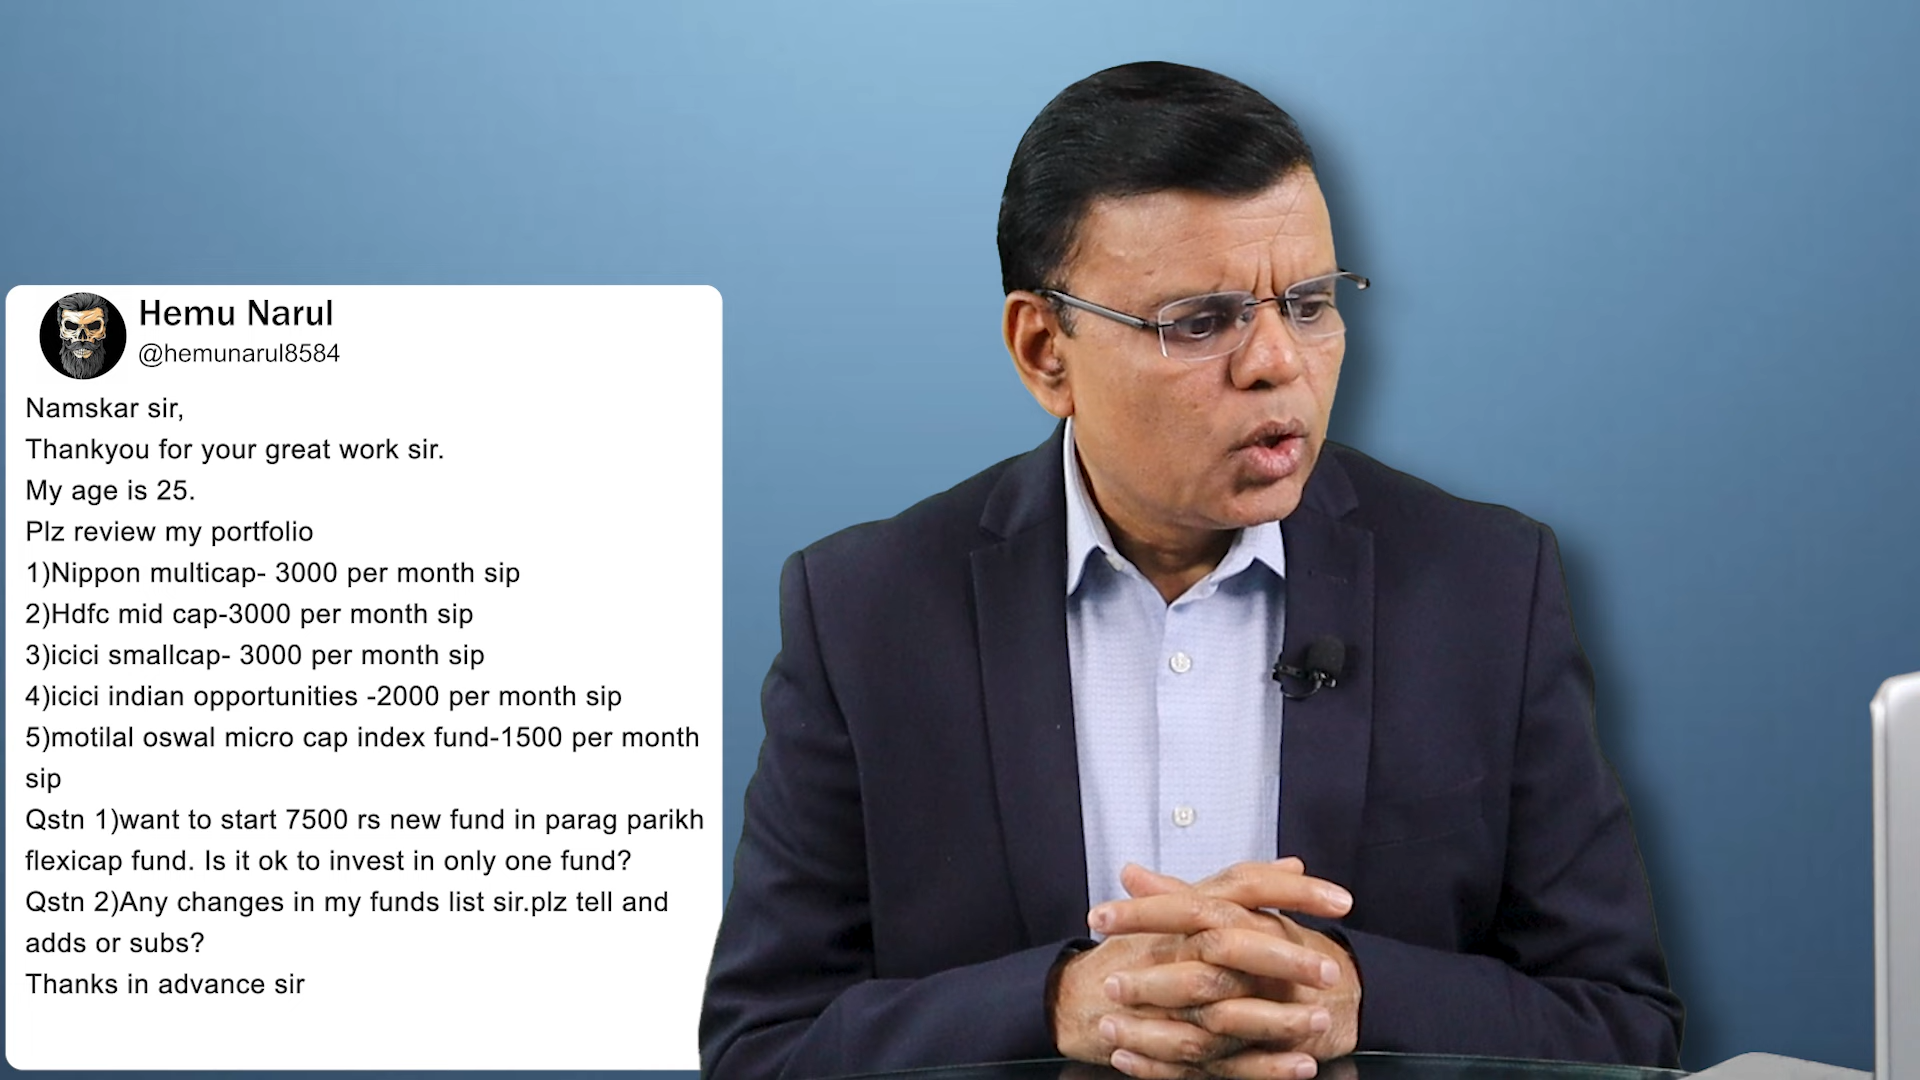 Hemu Narul
@hemunarul8584
Namskar sir,
Thankyou for your great work sir.
My age is 25.
Plz review my portfolio
1)Nippon multicap- 3000 per month sip
2)Hdfc mid cap-3000 per month sip
3)icici smallcap- 3000 per month sip
4)icici indian opportunities -2000 per month sip
5)motilal oswal micro cap index fund-1500 per month
sip
Qstn 1)want to start 7500 rs new fund in parag parikh
flexicap fund. Is it ok to invest in only one fund?
Qstn 2)Any changes in my funds list sir.plz tell and
adds or subs?
Thanks in advance sir